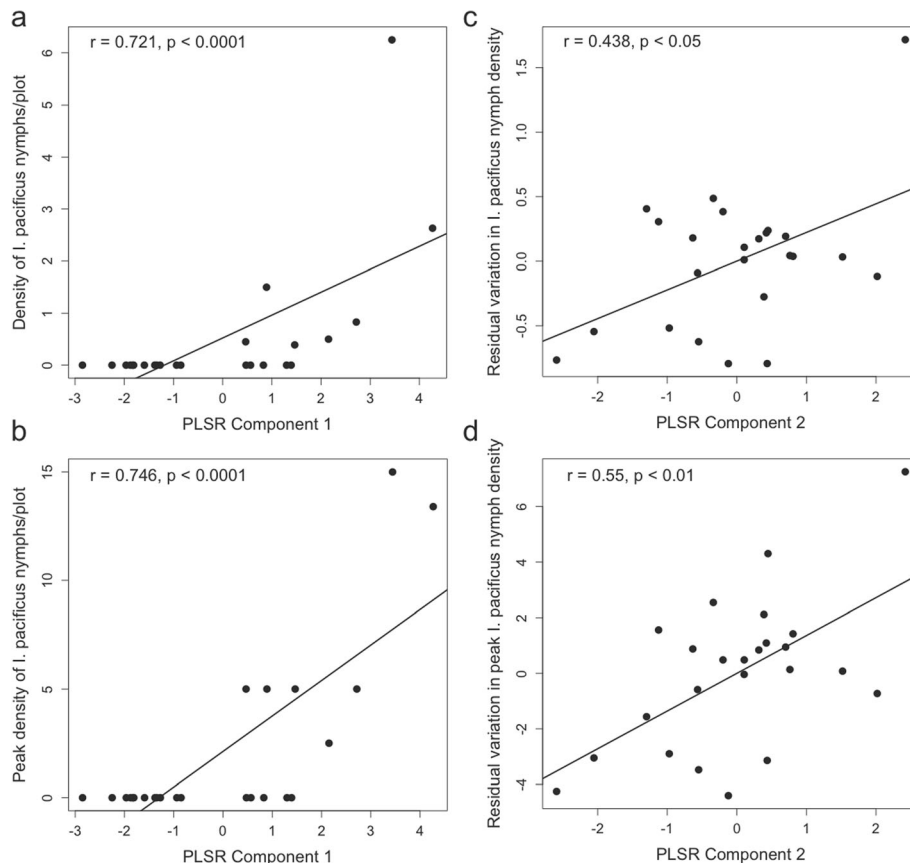 a
r = 0.721, p < 0.0001
Density of I. pacificus nymphs/plot
6
5
4
3
2
1
0
-3 -2 -1 0 1 2 3 4
PLSR Component 1
b
r = 0.746, p < 0.0001
Peak density of I. pacificus nymphs/plot
15
10
5
0
-3 -2 -1 0 1 2 3 4
PLSR Component 1
c
r = 0.438, p < 0.05
Residual variation in I. pacificus nymph density
1.5
1.0
0.5
0.0
-0.5
-2 -1 0 1 2
PLSR Component 2
d
r = 0.55, p < 0.01
Residual variation in peak I. pacificus nymph density
6
4
2
0
-2
-4
-2 -1 0 1 2
PLSR Component 2